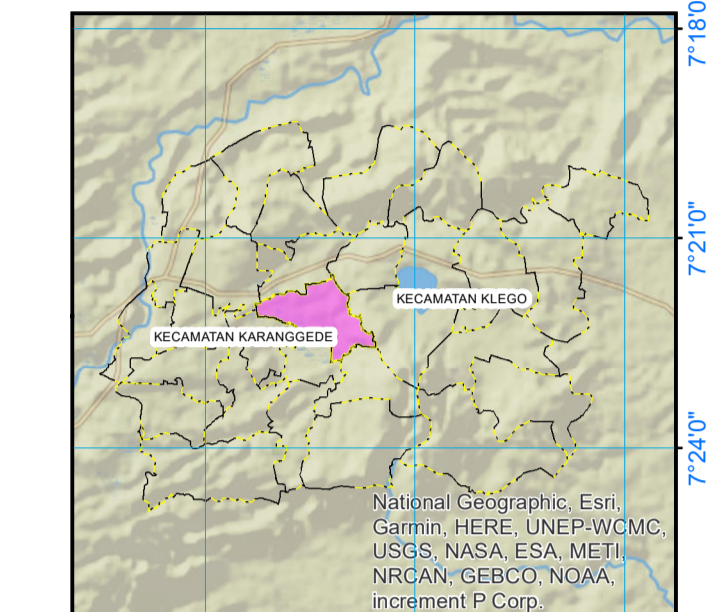 7°18'0
7°21'0"
KECAMATAN KLEGO
KECAMATAN KARANGGEDE
7°24'0"
National Geographic, Esri,
Garmin, HERE, UNEP-WCMC,
USGS, NASA, ESA, METI,
NRCAN, GEBCO, NOAA,
increment P Corp.